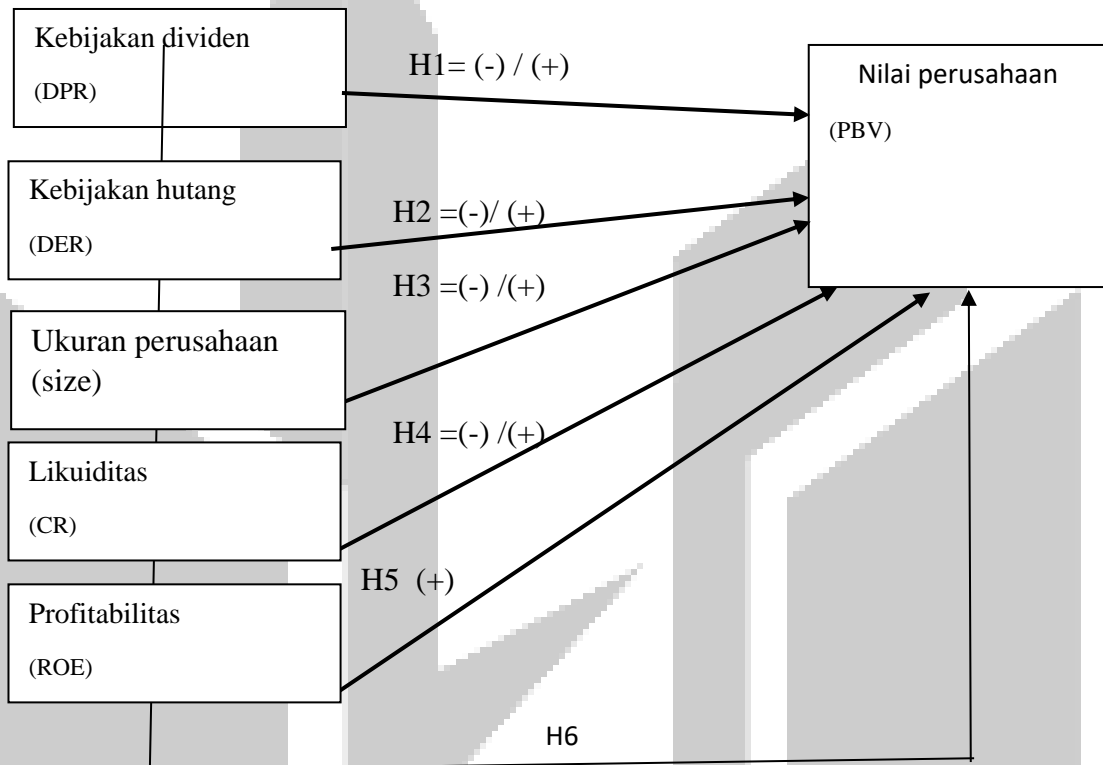 Kebijakan dividen
(DPR)
H1= (-) / (+)
Nilai perusahaan
(PBV)
Kebijakan hutang
(DER)
H2 =(-)/ (+)
H3 =(-) /(+)
Ukuran perusahaan
(size)
H4 =(-) /(+)
Likuiditas
(CR)
H5 (+)
Profitabilitas
(ROE)
H6